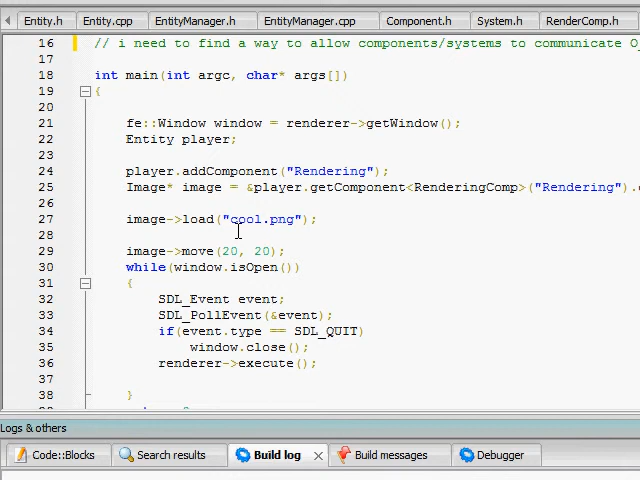 Entity.h Entity.cpp EntityManager.h EntityManager.cpp Component.h System.h RenderComp.h
16 // i need to find a way to allow components/systems to communicate O_
17
18 int main(int argc, char* args[])
19 {
20
21 fe::Window window = renderer->getWindow();
22 Entity player;
23
24 player.addComponent("Rendering");
25 Image* image = &player.getComponent<RenderingComp>("Rendering").
26
27 image->load("cool.png");
28
29 image->move(20, 20);
30 while(window.isOpen())
31 {
32 SDL_Event event;
33 SDL_PollEvent(&event);
34 if(event.type == SDL_QUIT)
35 window.close();
36 renderer->execute();
37
38 }
Logs & others
Code::Blocks Search results Build log Build messages Debugger